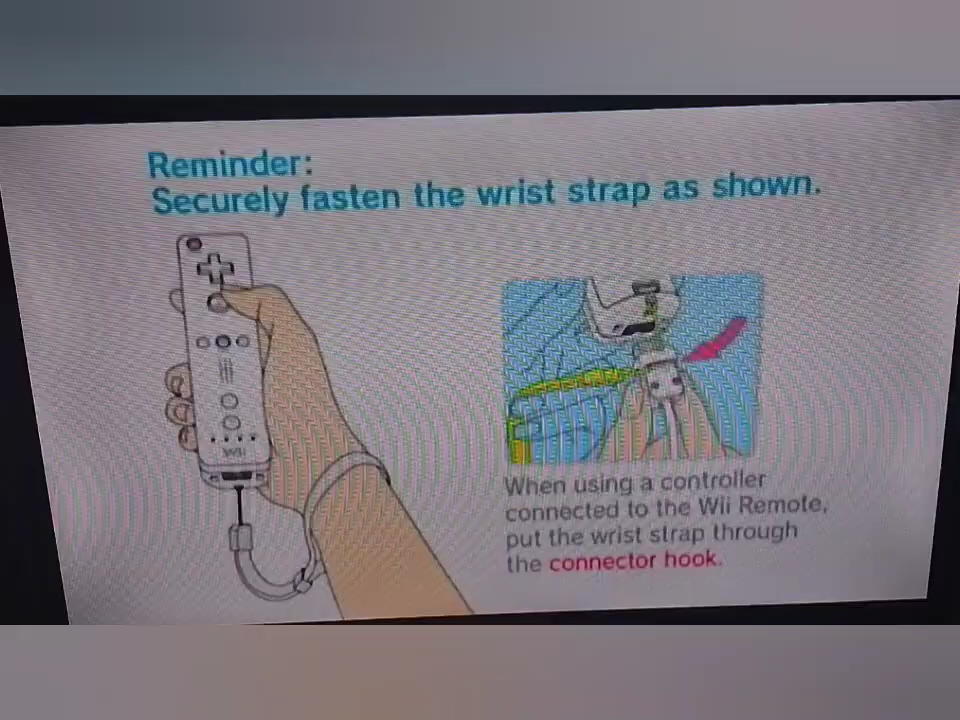 Reminder:
Securely fasten the wrist strap as shown.
Wii
When using a controller
connected to the Wii Remote,
put the wrist strap through
the connector hook.